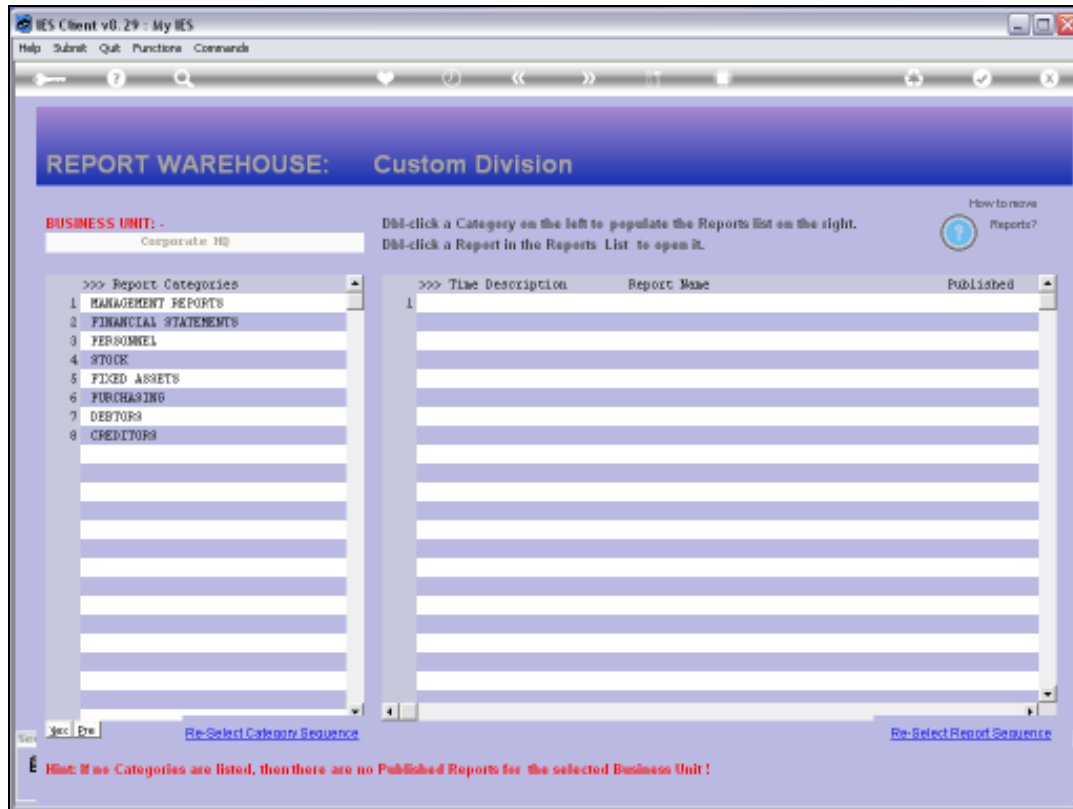 IES Client v8.29 : My IES
Help Submit Quit Functions Commands
REPORT WAREHOUSE: Custom Division
How to move
Reports?
BUSINESS UNIT: -
Corporate HQ
Dbl-click a Category on the left to populate the Reports list on the right.
Dbl-click a Report in the Reports List to open it.
>>> Report Categories
1 MANAGEMENT REPORTS
2 FINANCIAL STATEMENTS
3 PERSONNEL
4 STOCK
5 FIXED ASSETS
6 PURCHASING
7 DEBTORS
8 CREDITORS
>>> Time Description Report Name Published
1
Re-Select Category Sequence
Re-Select Report Sequence
Hint: If no Categories are listed, then there are no Published Reports for the selected Business Unit !